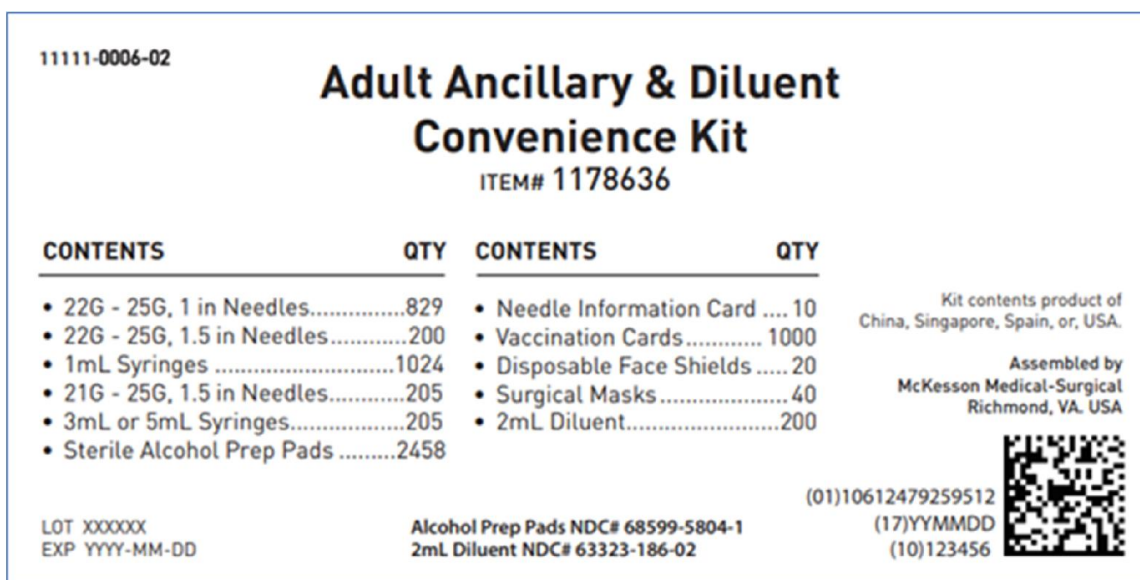 11111-0006-02
Adult Ancillary & Diluent
Convenience Kit
ITEM# 1178636
CONTENTS QTY
• 22G - 25G, 1 in Needles...............829
• 22G - 25G, 1.5 in Needles............200
• 1mL Syringes ........................1024
• 21G - 25G, 1.5 in Needles............205
• 3mL or 5mL Syringes..................205
• Sterile Alcohol Prep Pads .........2458
CONTENTS QTY
• Needle Information Card .... 10
• Vaccination Cards............ 1000
• Disposable Face Shields ..... 20
• Surgical Masks.................... 40
• 2mL Diluent........................200
Kit contents product of
China, Singapore, Spain, or, USA.
Assembled by
McKesson Medical-Surgical
Richmond, VA. USA
LOT XXXXXX
EXP YYYY-MM-DD
Alcohol Prep Pads NDC# 68599-5804-1
2mL Diluent NDC# 63323-186-02
(01)10612479259512
(17)YYMMDD
(10)123456